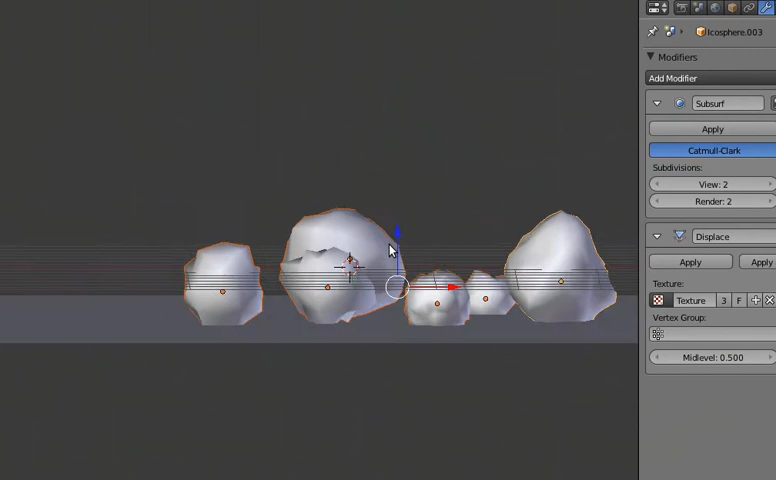 Icosphere.003
Modifiers
Add Modifier
Subsurf
Apply
Catmull-Clark
Subdivisions:
View: 2
Render: 2
Displace
Apply Apply
Texture:
Texture 3 F
Vertex Group:
Midlevel: 0.500